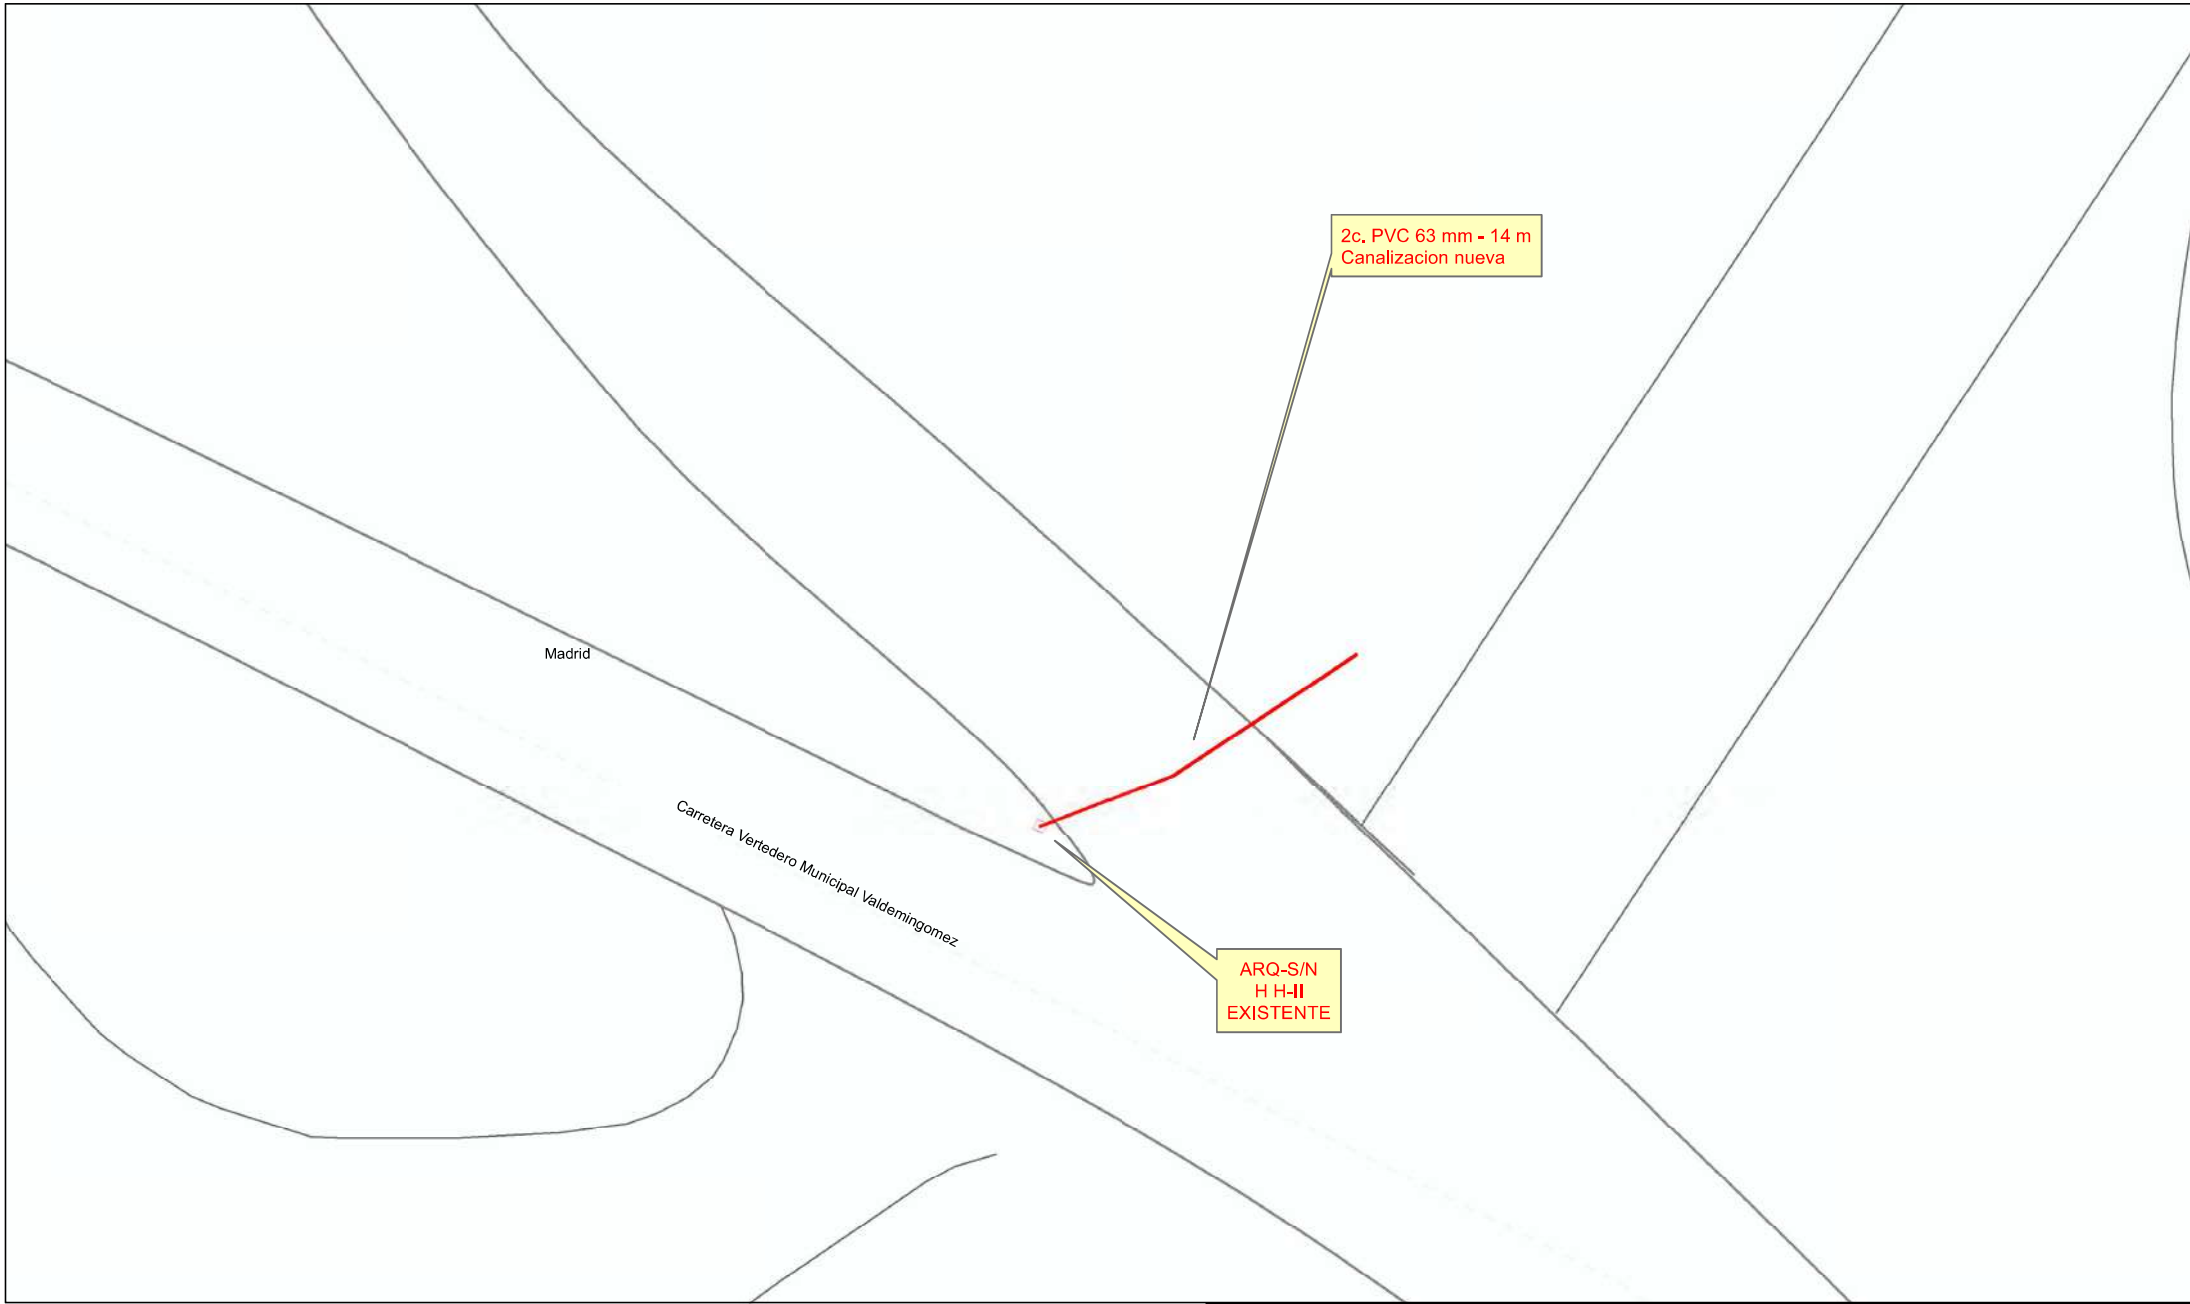 2c. PVC 63 mm - 14 m
Canalizacion nueva
Madrid
Carretera Vertedero Municipal Valdemingomez
ARQ-S/N
H H-II
EXISTENTE